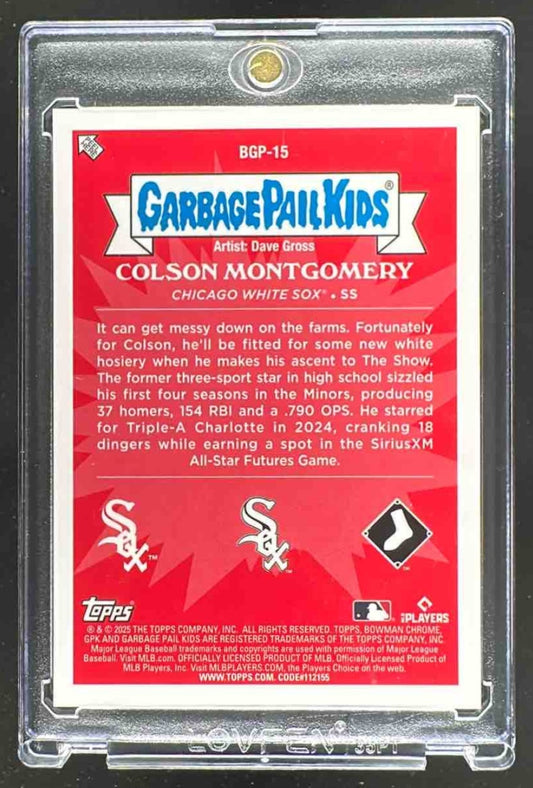 PEEL HERE
BGP-15
GARBAGE PAIL KIDS®
Artist: Dave Gross
COLSON MONTGOMERY
CHICAGO WHITE SOX® • SS
It can get messy down on the farms. Fortunately
for Colson, he'll be fitted for some new white
hosiery when he makes his ascent to The Show.
The former three-sport star in high school sizzled
his first four seasons in the Minors, producing
37 homers, 154 RBI and a .790 OPS. He starred
for Triple-A Charlotte in 2024, cranking 18
dingers while earning a spot in the SiriusXM
All-Star Futures Game.
Sox™ Sox™ ™
topps MLB PLAYERS
® & © 2025 THE TOPPS COMPANY, INC. ALL RIGHTS RESERVED. TOPPS, BOWMAN CHROME,
GPK AND GARBAGE PAIL KIDS ARE REGISTERED TRADEMARKS OF THE TOPPS COMPANY, INC.
Major League Baseball trademarks and copyrights are used with permission of Major League
Baseball. Visit MLB.com. OFFICIALLY LICENSED PRODUCT OF MLB. Officially Licensed Product of
MLB Players, Inc. Visit MLBPLAYERS.COM, the Players Choice on the web.
WWW.TOPPS.COM. CODE#112155
35PT